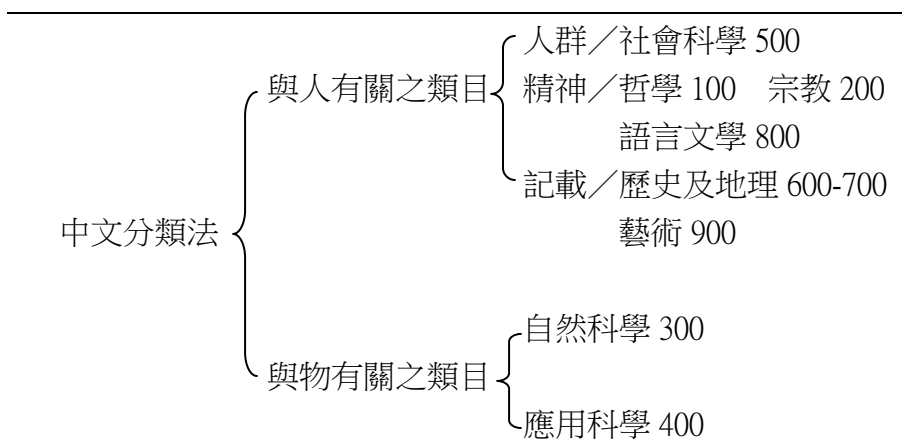 人群／社會科學 500
與人有關之類目
精神／哲學 100　宗教 200
語言文學 800
記載／歷史及地理 600-700
中文分類法
藝術 900
自然科學 300
與物有關之類目
應用科學 400